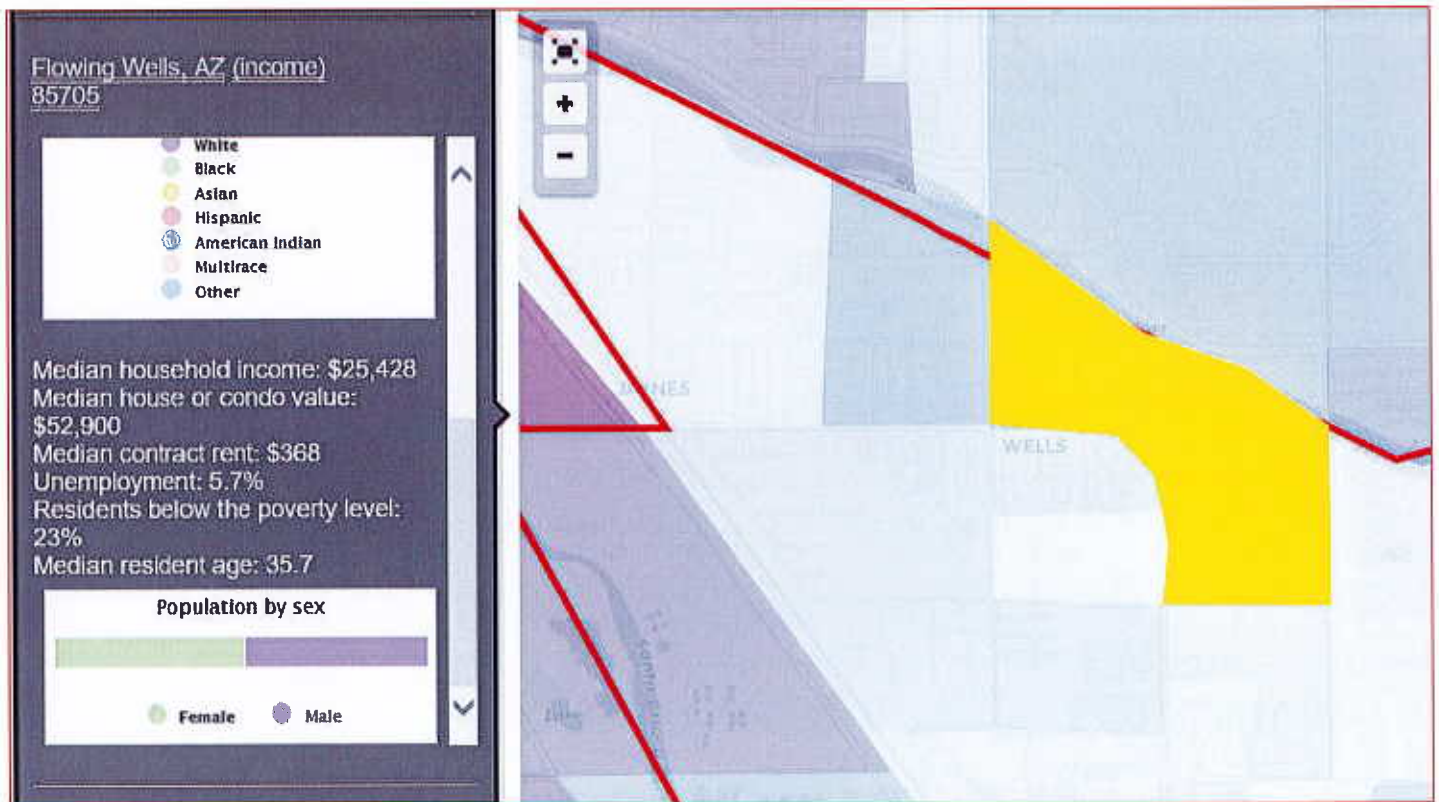 Flowing Wells, AZ (income)
85705
White
Black
Asian
Hispanic
American Indian
Multirace
Other
Median household income: $25,428
Median house or condo value:
$52,900
Median contract rent: $368
Unemployment: 5.7%
Residents below the poverty level:
23%
Median resident age: 35.7
Population by sex
Female
Male
+
-
WELLS